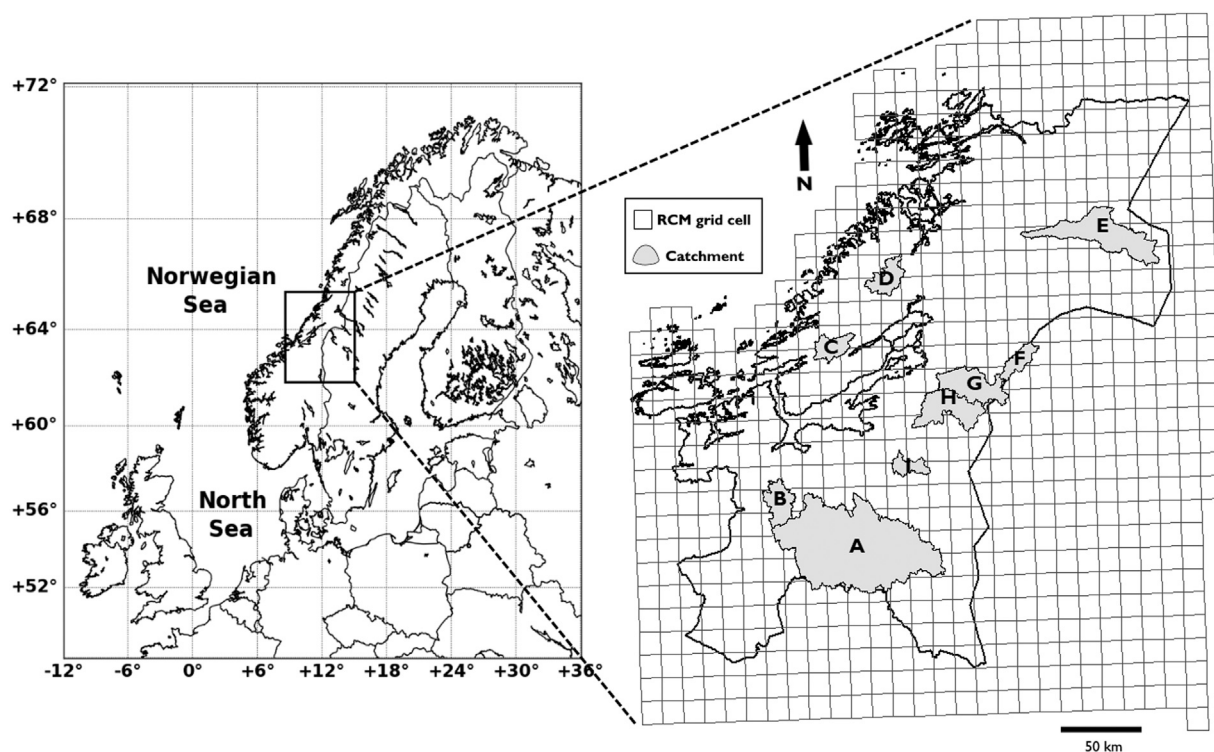 +72°
+68°
+64°
+60°
+56°
+52°
-12
-6
0
+6
+12
+18
+24
+30
+36
Norwegian
Sea
North
Sea
N
RCM grid cell
Catchment
E
D
C
F
G
H
I
B
A
50 km